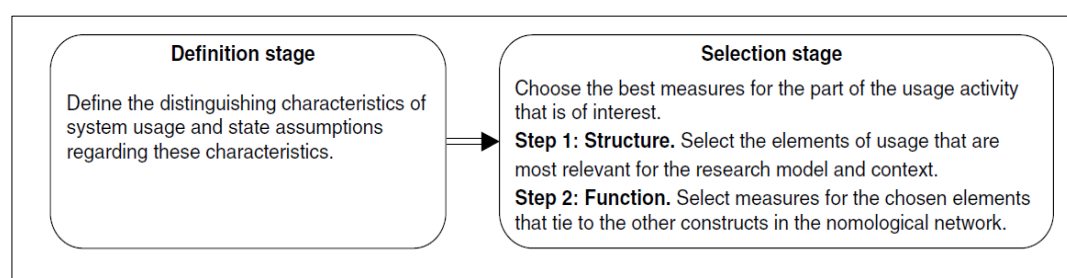 Definition stage
Define the distinguishing characteristics of
system usage and state assumptions
regarding these characteristics.
Selection stage
Choose the best measures for the part of the usage activity
that is of interest.
Step 1: Structure. Select the elements of usage that are
most relevant for the research model and context.
Step 2: Function. Select measures for the chosen elements
that tie to the other constructs in the nomological network.